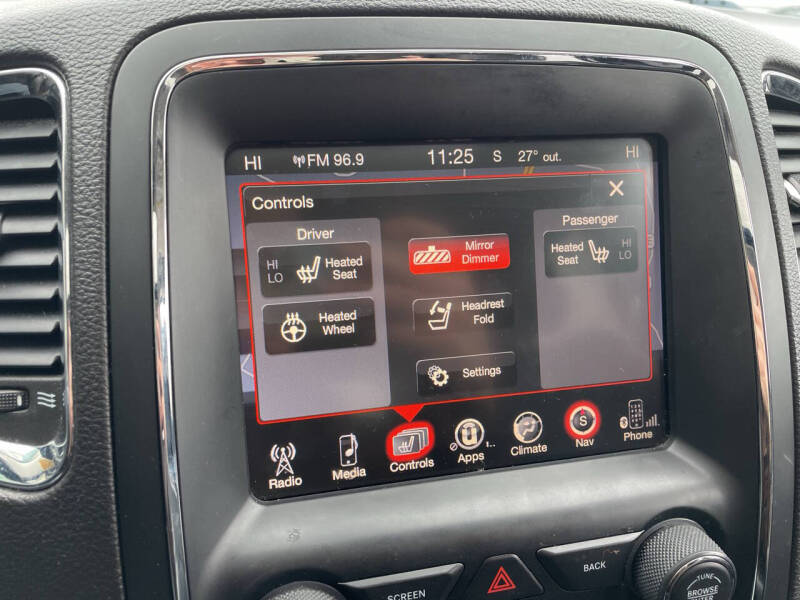 HI FM 96.9 11:25 S 27° out. HI
Controls
Driver
HI
LO
Heated
Seat
Heated
Wheel
Mirror
Dimmer
Headrest
Fold
Settings
Passenger
Heated
Seat
HI
LO
Radio
Media
Controls
U
1..
Apps
Climate
S
Nav
Phone
SCREEN
BACK
TUNE
BROWSE
ENTER